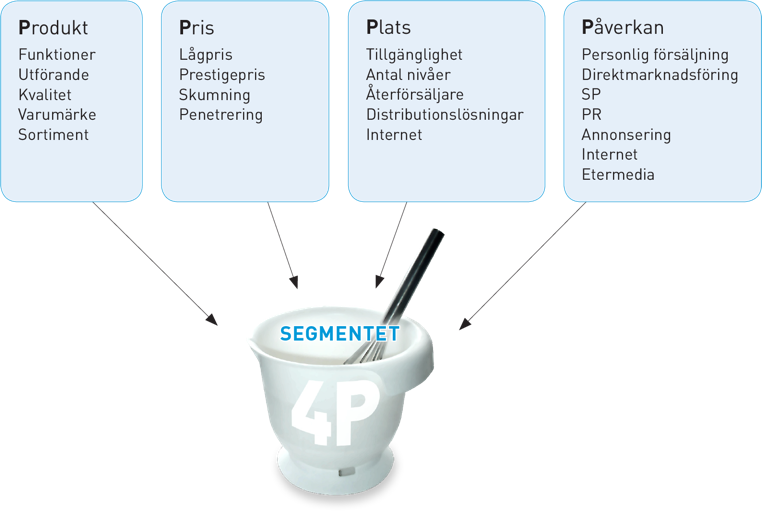 Produkt
Funktioner
Utförande
Kvalitet
Varumärke
Sortiment
Pris
Lågpris
Prestigepris
Skumning
Penetrering
Plats
Tillgänglighet
Antal nivåer
Återförsäljare
Distributionslösningar
Internet
Påverkan
Personlig försäljning
Direktmarknadsföring
SP
PR
Annonsering
Internet
Etermedia
SEGMENTET
4P